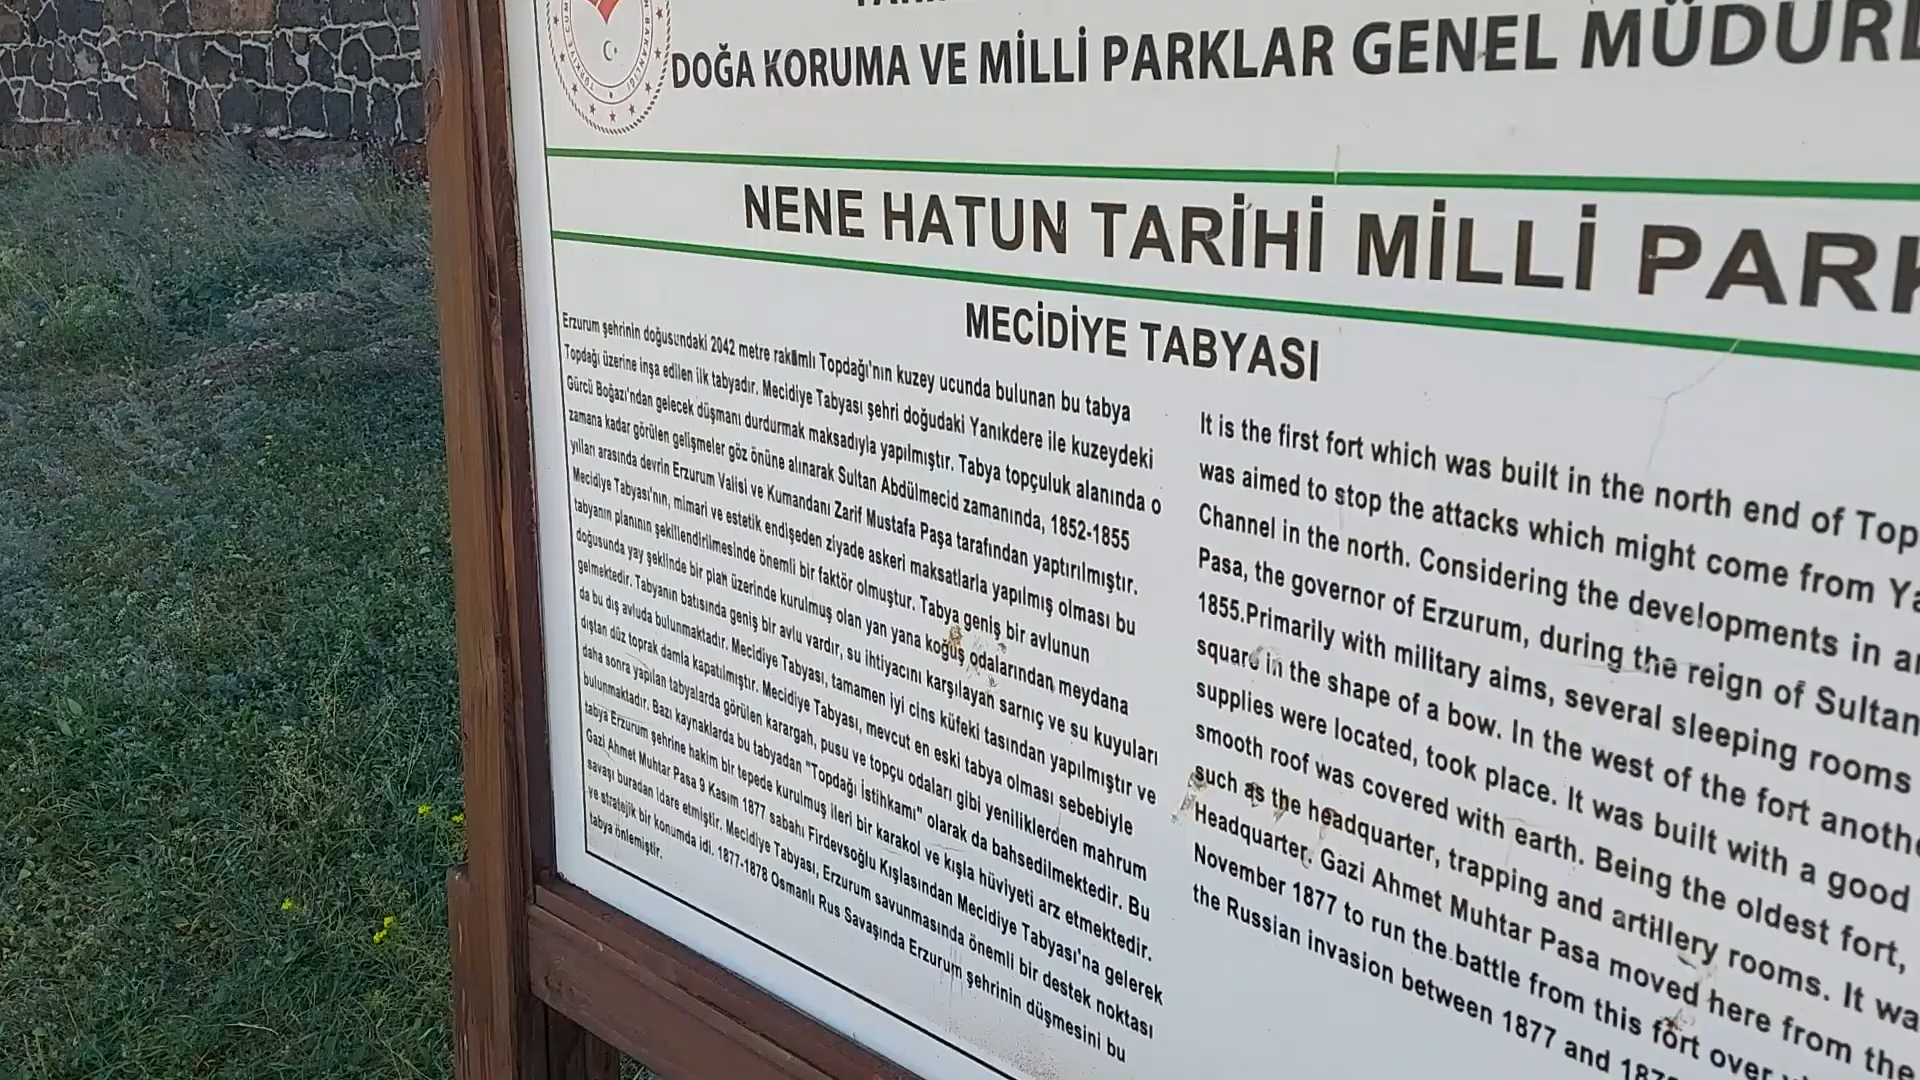 DOĞA KORUMA VE MİLLİ PARKLAR GENEL
NENE HATUN TARİHİ MİLLİ PARK
MECİDİYE TABYASI
Erzurum şehrinin doğusundaki 2042 metre rakımlı Topdağı'nın kuzey ucunda bulunan bu tabya
Topdağı üzerine inşa edilen ilk tabyadır. Mecidiye Tabyası şehri doğudaki Yanıkdere ile kuzeydeki
Gürcü Boğazı'ndan gelecek düşmanı durdurmak maksadıyla yapılmıştır. Tabya topçuluk alanında o
zamana kadar görülen gelişmeler göz önüne alınarak Sultan Abdülmecid zamanında, 1852-1855
yılları arasında devrin Erzurum Valisi ve Kumandanı Zarif Mustafa Paşa tarafından yaptırılmıştır.
Mecidiye Tabyası'nın, mimari ve estetik endişeden ziyade askeri maksatlarla yapılmış olması bu
tabyanın planının şekillendirilmesinde önemli bir faktör olmuştur. Tabya geniş bir avlunun
doğusunda yay şeklinde bir plan üzerinde kurulmuş olan yan yana koğuş odalarından meydana
gelmektedir. Tabyanın batısında geniş bir avlu vardır, su ihtiyacını karşılayan sarnıç ve su kuyuları
da bu dış avluda bulunmaktadır. Mecidiye Tabyası, tamamen iyi cins küfeki tasından yapılmıştır ve
dıştan düz toprak damla kapatılmıştır. Mecidiye Tabyası, mevcut en eski tabya olması sebebiyle
daha sonra yapılan tabyalarda görülen karargah, pusu ve topçu odaları gibi yeniliklerden mahrum
bulunmaktadır. Bazı kaynaklarda bu tabyadan "Topdağı İstihkamı" olarak da bahsedilmektedir. Bu
tabya Erzurum şehrine hakim bir tepede kurulmuş ileri bir karakol ve kışla hüviyeti arz etmektedir.
Gazi Ahmet Muhtar Pasa 9 Kasım 1877 sabahı Firdevsoğlu Kışlasından Mecidiye Tabyası'na gelerek
savaşı buradan idare etmiştir. Mecidiye Tabyası, Erzurum savunmasında önemli bir destek noktası
ve stratejik bir konumda idi. 1877-1878 Osmanlı Rus Savaşında Erzurum şehrinin düşmesini bu
tabya önlemiştir.
It is the first fort which was built in the north end of Top
was aimed to stop the attacks which might come from
Channel in the north. Considering the developments in
Pasa, the governor of Erzurum, during the reign of Sultan
1855.Primarily with military aims, several sleeping rooms
square in the shape of a bow. In the west of the fort
supplies were located, took place. It was built with a good
smooth roof was covered with earth. Being the oldest fort,
such as the headquarter, trapping and artillery rooms. It
Headquarter. Gazi Ahmet Muhtar Pasa moved here from the
November 1877 to run the battle from this fort over
the Russian invasion between 1877 and